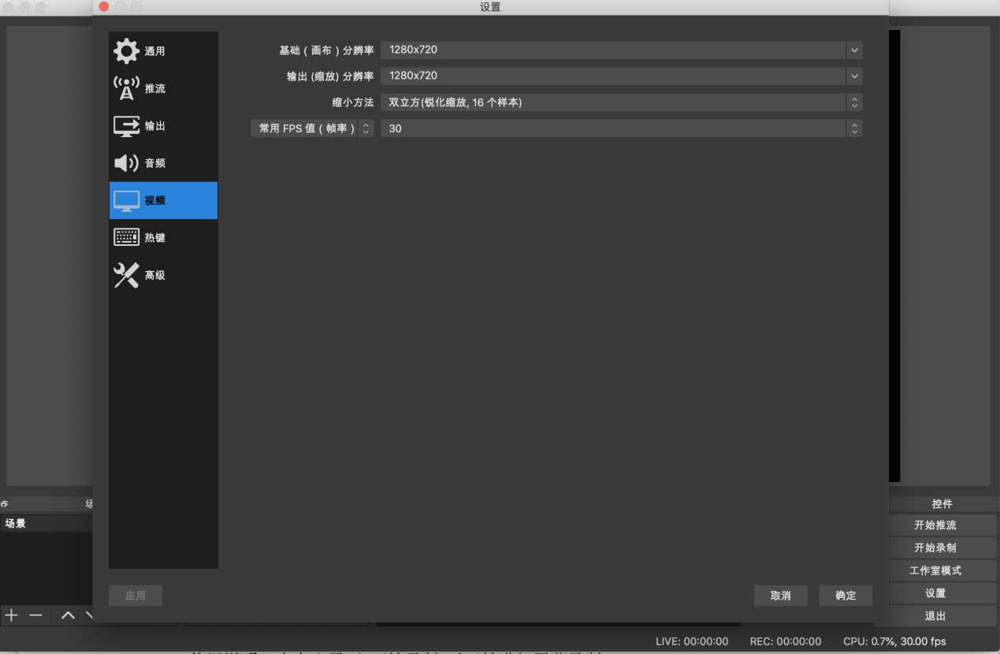 设置
通用
推流
输出
音频
视频
热键
高级
基础 ( 画布 ) 分辨率 1280x720
输出 (缩放) 分辨率 1280x720
缩小方法 双立方(锐化缩放, 16 个样本)
常用 FPS 值 ( 帧率 ) 30
应用
取消
确定
场
场景
控件
开始推流
开始录制
工作室模式
设置
退出
LIVE: 00:00:00 REC: 00:00:00 CPU: 0.7%, 30.00 fps